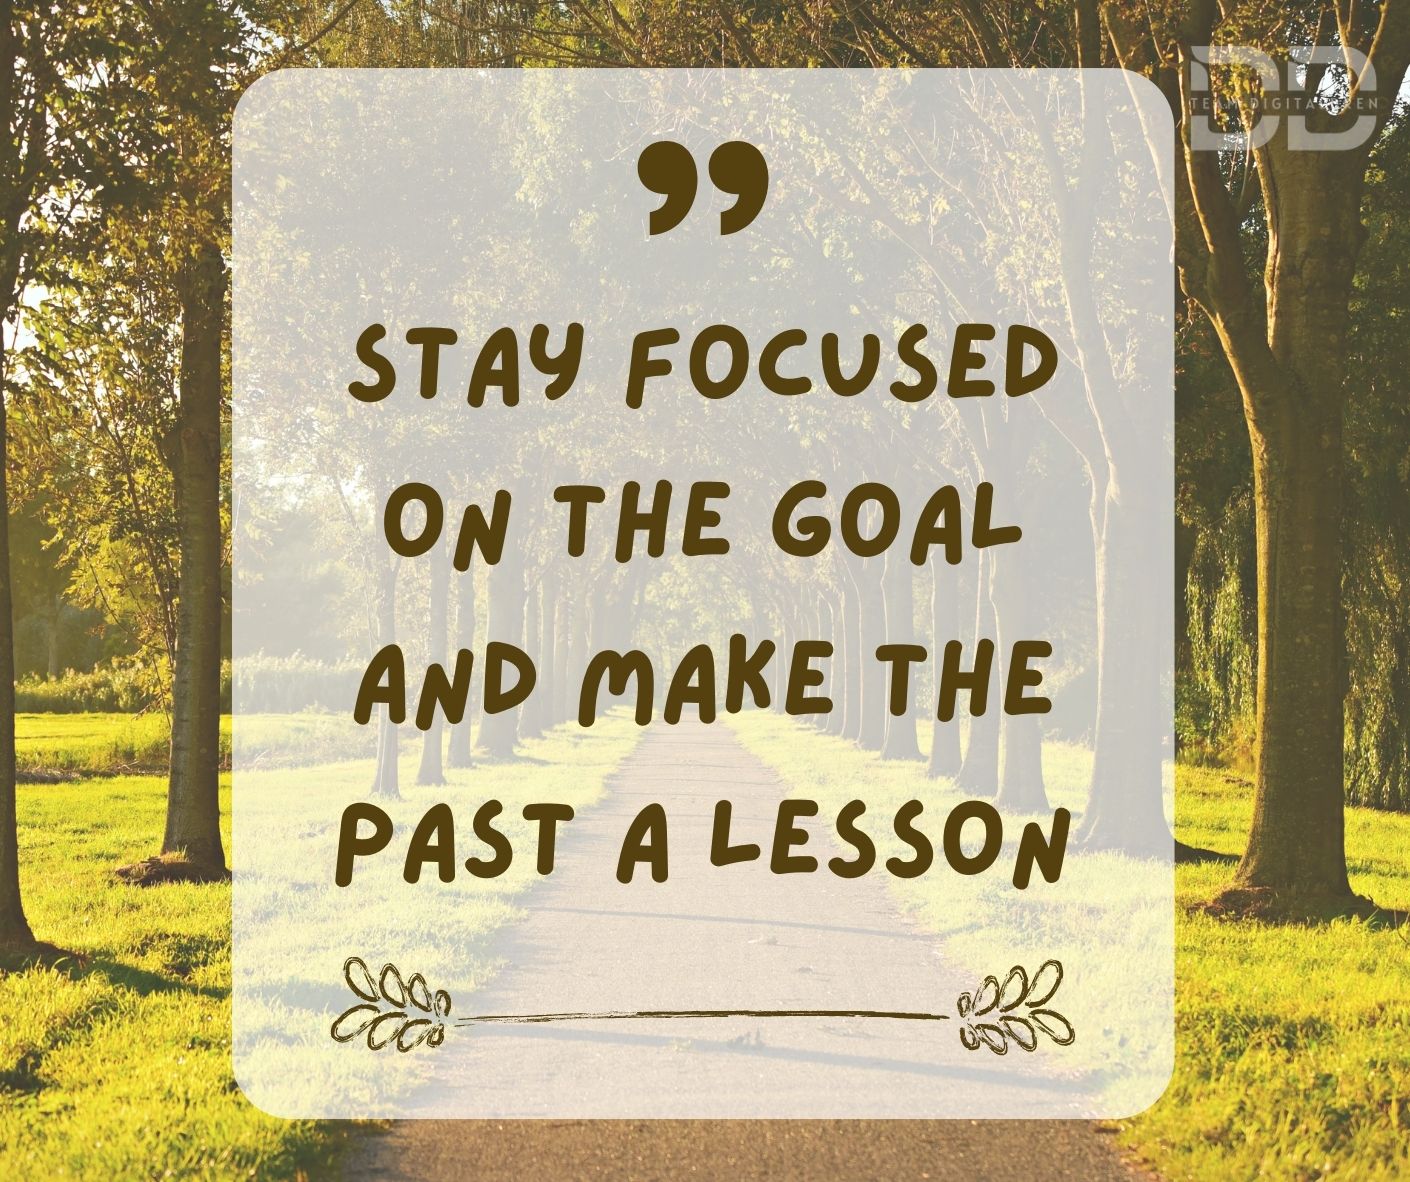 ”
STAY FOCUSED
ON THE GOAL
AND MAKE THE
PAST A LESSON